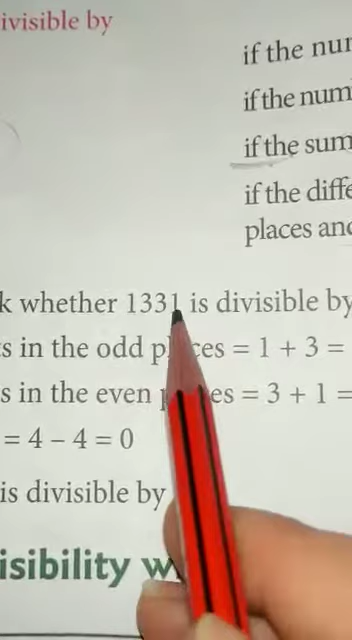 ivisible by
if the nur
if the num
if the sum
if the diffe
places and
k whether 1331 is divisible by
s in the odd p ces = 1 + 3 =
s in the even p es = 3 + 1 =
= 4 – 4 = 0
is divisible by
isibility w